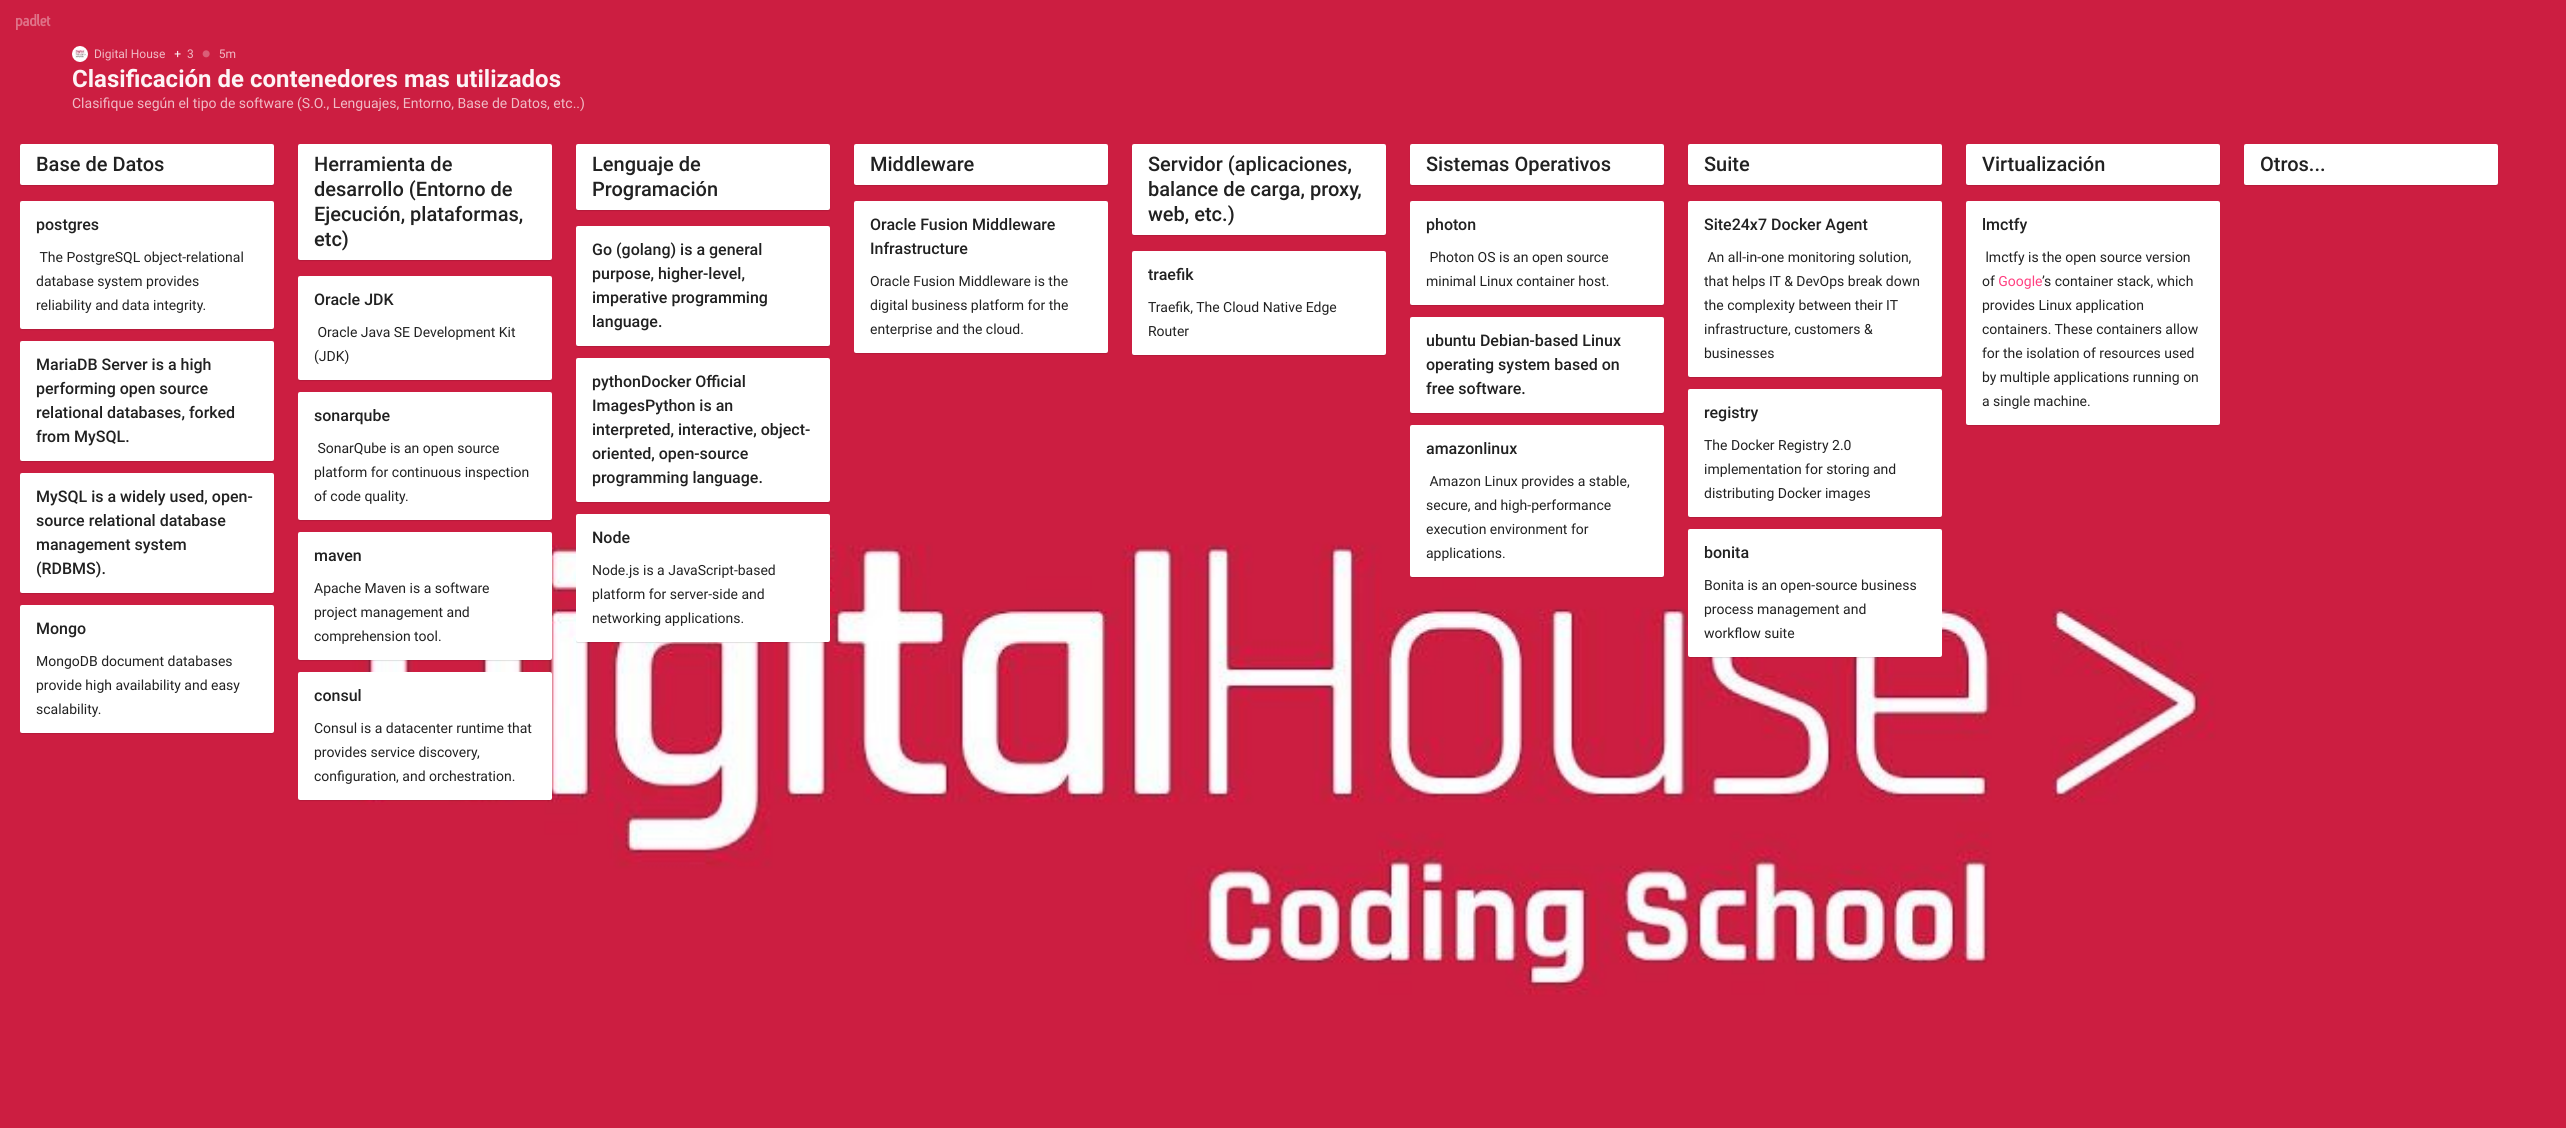 padlet
Digital House + 3 5m
Clasificación de contenedores mas utilizados
Clasifique según el tipo de software (S.O., Lenguajes, Entorno, Base de Datos, etc..)
Base de Datos
postgres
The PostgreSQL object-relational
database system provides
reliability and data integrity.
MariaDB Server is a high
performing open source
relational databases, forked
from MySQL.
MySQL is a widely used, open-
source relational database
management system
(RDBMS).
Mongo
MongoDB document databases
provide high availability and easy
scalability.
Herramienta de
desarrollo (Entorno de
Ejecución, plataformas,
etc)
Oracle JDK
Oracle Java SE Development Kit
(JDK)
sonarqube
SonarQube is an open source
platform for continuous inspection
of code quality.
maven
Apache Maven is a software
project management and
comprehension tool.
consul
Consul is a datacenter runtime that
provides service discovery,
configuration, and orchestration.
Lenguaje de
Programación
Go (golang) is a general
purpose, higher-level,
imperative programming
language.
pythonDocker Official
ImagesPython is an
interpreted, interactive, object-
oriented, open-source
programming language.
Node
Node.js is a JavaScript-based
platform for server-side and
networking applications.
Middleware
Oracle Fusion Middleware
Infrastructure
Oracle Fusion Middleware is the
digital business platform for the
enterprise and the cloud.
Servidor (aplicaciones,
balance de carga, proxy,
web, etc.)
traefik
Traefik, The Cloud Native Edge
Router
Sistemas Operativos
photon
Photon OS is an open source
minimal Linux container host.
ubuntu Debian-based Linux
operating system based on
free software.
amazonlinux
Amazon Linux provides a stable,
secure, and high-performance
execution environment for
applications.
Suite
Site24x7 Docker Agent
An all-in-one monitoring solution,
that helps IT & DevOps break down
the complexity between their IT
infrastructure, customers &
businesses
registry
The Docker Registry 2.0
implementation for storing and
distributing Docker images
bonita
Bonita is an open-source business
process management and
workflow suite
Virtualización
lmctfy
lmctfy is the open source version
of Google's container stack, which
provides Linux application
containers. These containers allow
for the isolation of resources used
by multiple applications running on
a single machine.
Otros...
DigitalHouse >
Coding School